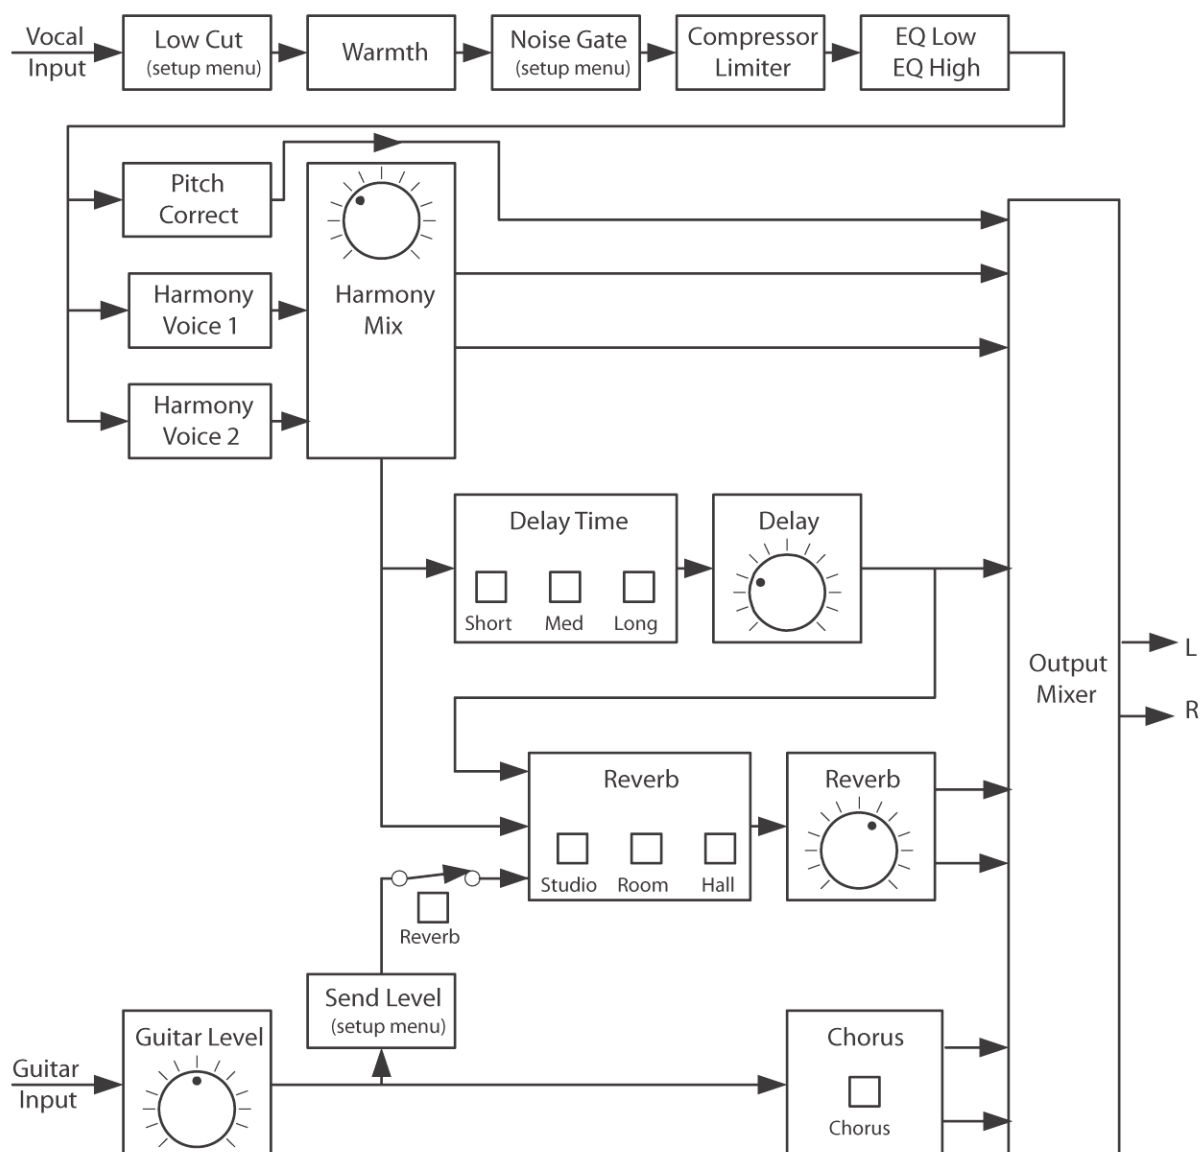 Vocal
Input
Low Cut
(setup menu)
Warmth
Noise Gate
(setup menu)
Compressor
Limiter
EQ Low
EQ High
Pitch
Correct
Harmony
Voice 1
Harmony
Voice 2
Harmony
Mix
Delay Time
Short Med Long
Delay
Output
Mixer
L
R
Reverb
Studio Room Hall
Reverb
Reverb
Send Level
(setup menu)
Guitar
Input
Guitar Level
Chorus
Chorus